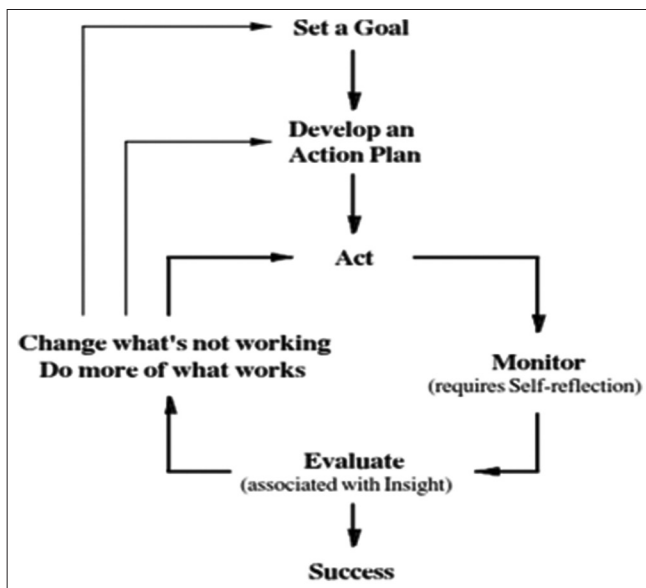 Set a Goal
Develop an
Action Plan
Act
Change what's not working
Do more of what works
Monitor
(requires Self-reflection)
Evaluate
(associated with Insight)
Success